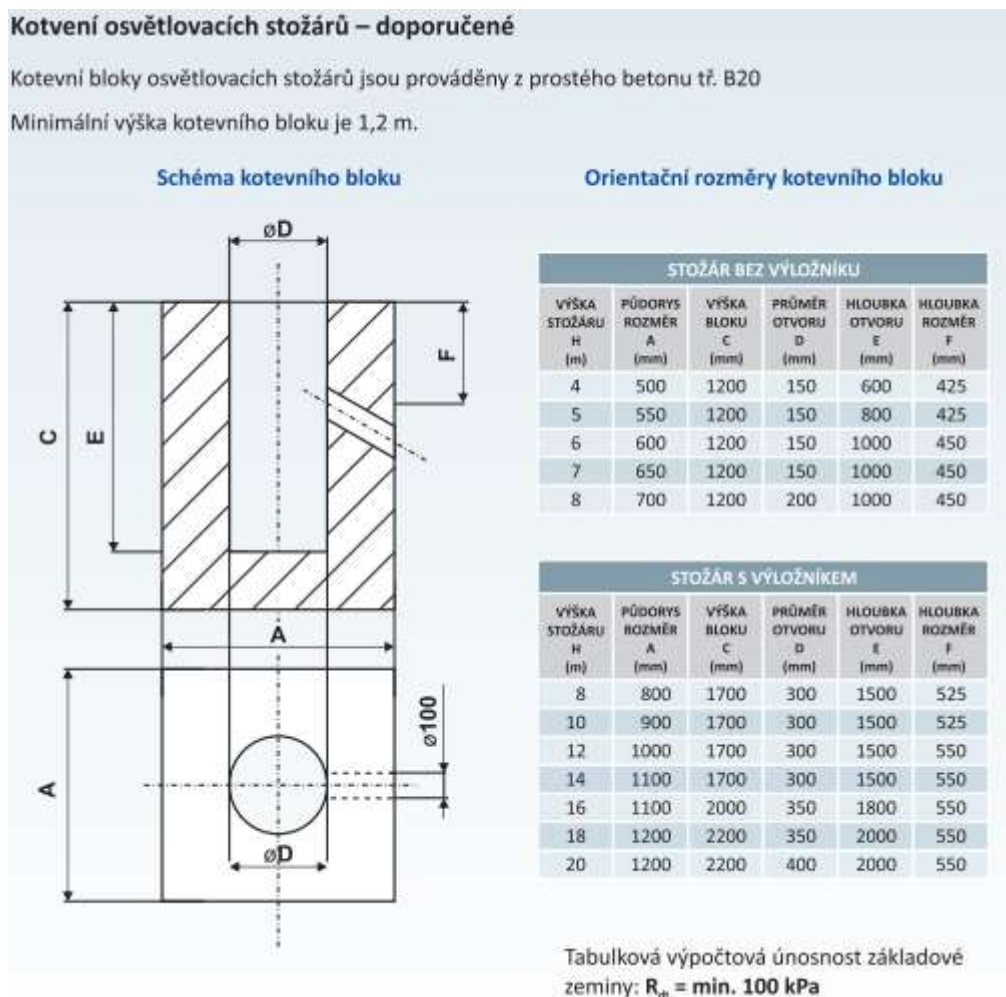 Kotvení osvětlovacích stožárů – doporučené
Kotevní bloky osvětlovacích stožárů jsou prováděny z prostého betonu tř. B20
Minimální výška kotevního bloku je 1,2 m.
Schéma kotevního bloku
øD
F
C
E
A
A
ø100
øD
Orientační rozměry kotevního bloku
STOŽÁR BEZ VÝLOŽNÍKU
VÝŠKA PŮDORYS VÝŠKA PRŮMĚR HLOUBKA HLOUBKA
STOŽÁRU ROZMĚR BLOKU OTVORU OTVORU ROZMĚR
H A C D E F
(m) (mm) (mm) (mm) (mm) (mm)
4 500 1200 150 600 425
5 550 1200 150 800 425
6 600 1200 150 1000 450
7 650 1200 150 1000 450
8 700 1200 200 1000 450
STOŽÁR S VÝLOŽNÍKEM
VÝŠKA PŮDORYS VÝŠKA PRŮMĚR HLOUBKA HLOUBKA
STOŽÁRU ROZMĚR BLOKU OTVORU OTVORU ROZMĚR
H A C D E F
(m) (mm) (mm) (mm) (mm) (mm)
8 800 1700 300 1500 525
10 900 1700 300 1500 525
12 1000 1700 300 1500 550
14 1100 1700 300 1500 550
16 1100 2000 350 1800 550
18 1200 2200 350 2000 550
20 1200 2200 400 2000 550
Tabulková výpočtová únosnost základové
zeminy: = min. 100 kPa